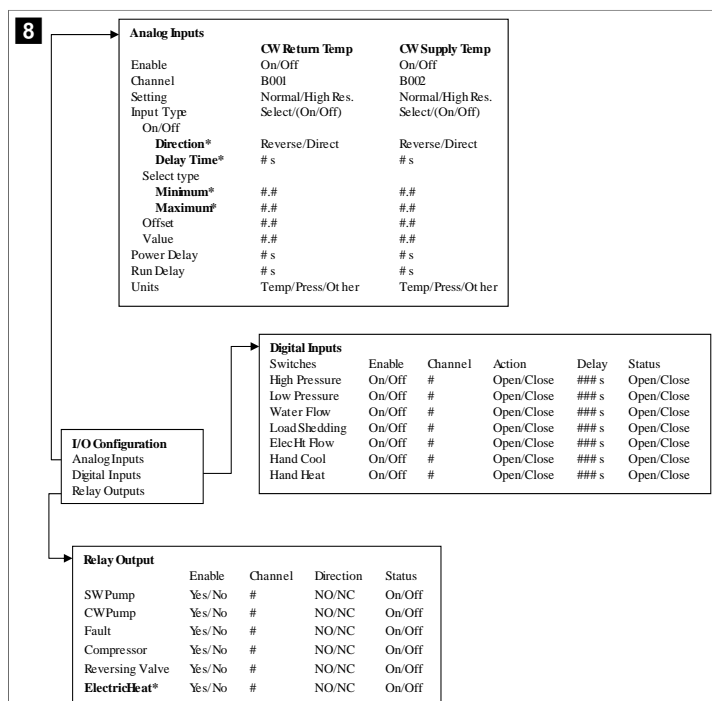 8
Analog Inputs
CW Return Temp CW Supply Temp
Enable On/Off On/Off
Channel B001 B002
Setting Normal/High Res. Normal/High Res.
Input Type Select/(On/Off) Select/(On/Off)
On/Off
Direction* Reverse/Direct Reverse/Direct
Delay Time* # s # s
Select type
Minimum* #.# #.#
Maximum* #.# #.#
Offset #.# #.#
Value #.# #.#
Power Delay # s # s
Run Delay # s # s
Units Temp/Press/Other Temp/Press/Other
Digital Inputs
Switches Enable Channel Action Delay Status
High Pressure On/Off # Open/Close ### s Open/Close
Low Pressure On/Off # Open/Close ### s Open/Close
Water Flow On/Off # Open/Close ### s Open/Close
Load Shedding On/Off # Open/Close ### s Open/Close
Elec Ht Flow On/Off # Open/Close ### s Open/Close
Hand Cool On/Off # Open/Close ### s Open/Close
Hand Heat On/Off # Open/Close ### s Open/Close
I/O Configuration
Analog Inputs
Digital Inputs
Relay Outputs
Relay Output
Enable Channel Direction Status
SW Pump Yes/No # NO/NC On/Off
CW Pump Yes/No # NO/NC On/Off
Fault Yes/No # NO/NC On/Off
Compressor Yes/No # NO/NC On/Off
Reversing Valve Yes/No # NO/NC On/Off
Electric Heat* Yes/No # NO/NC On/Off